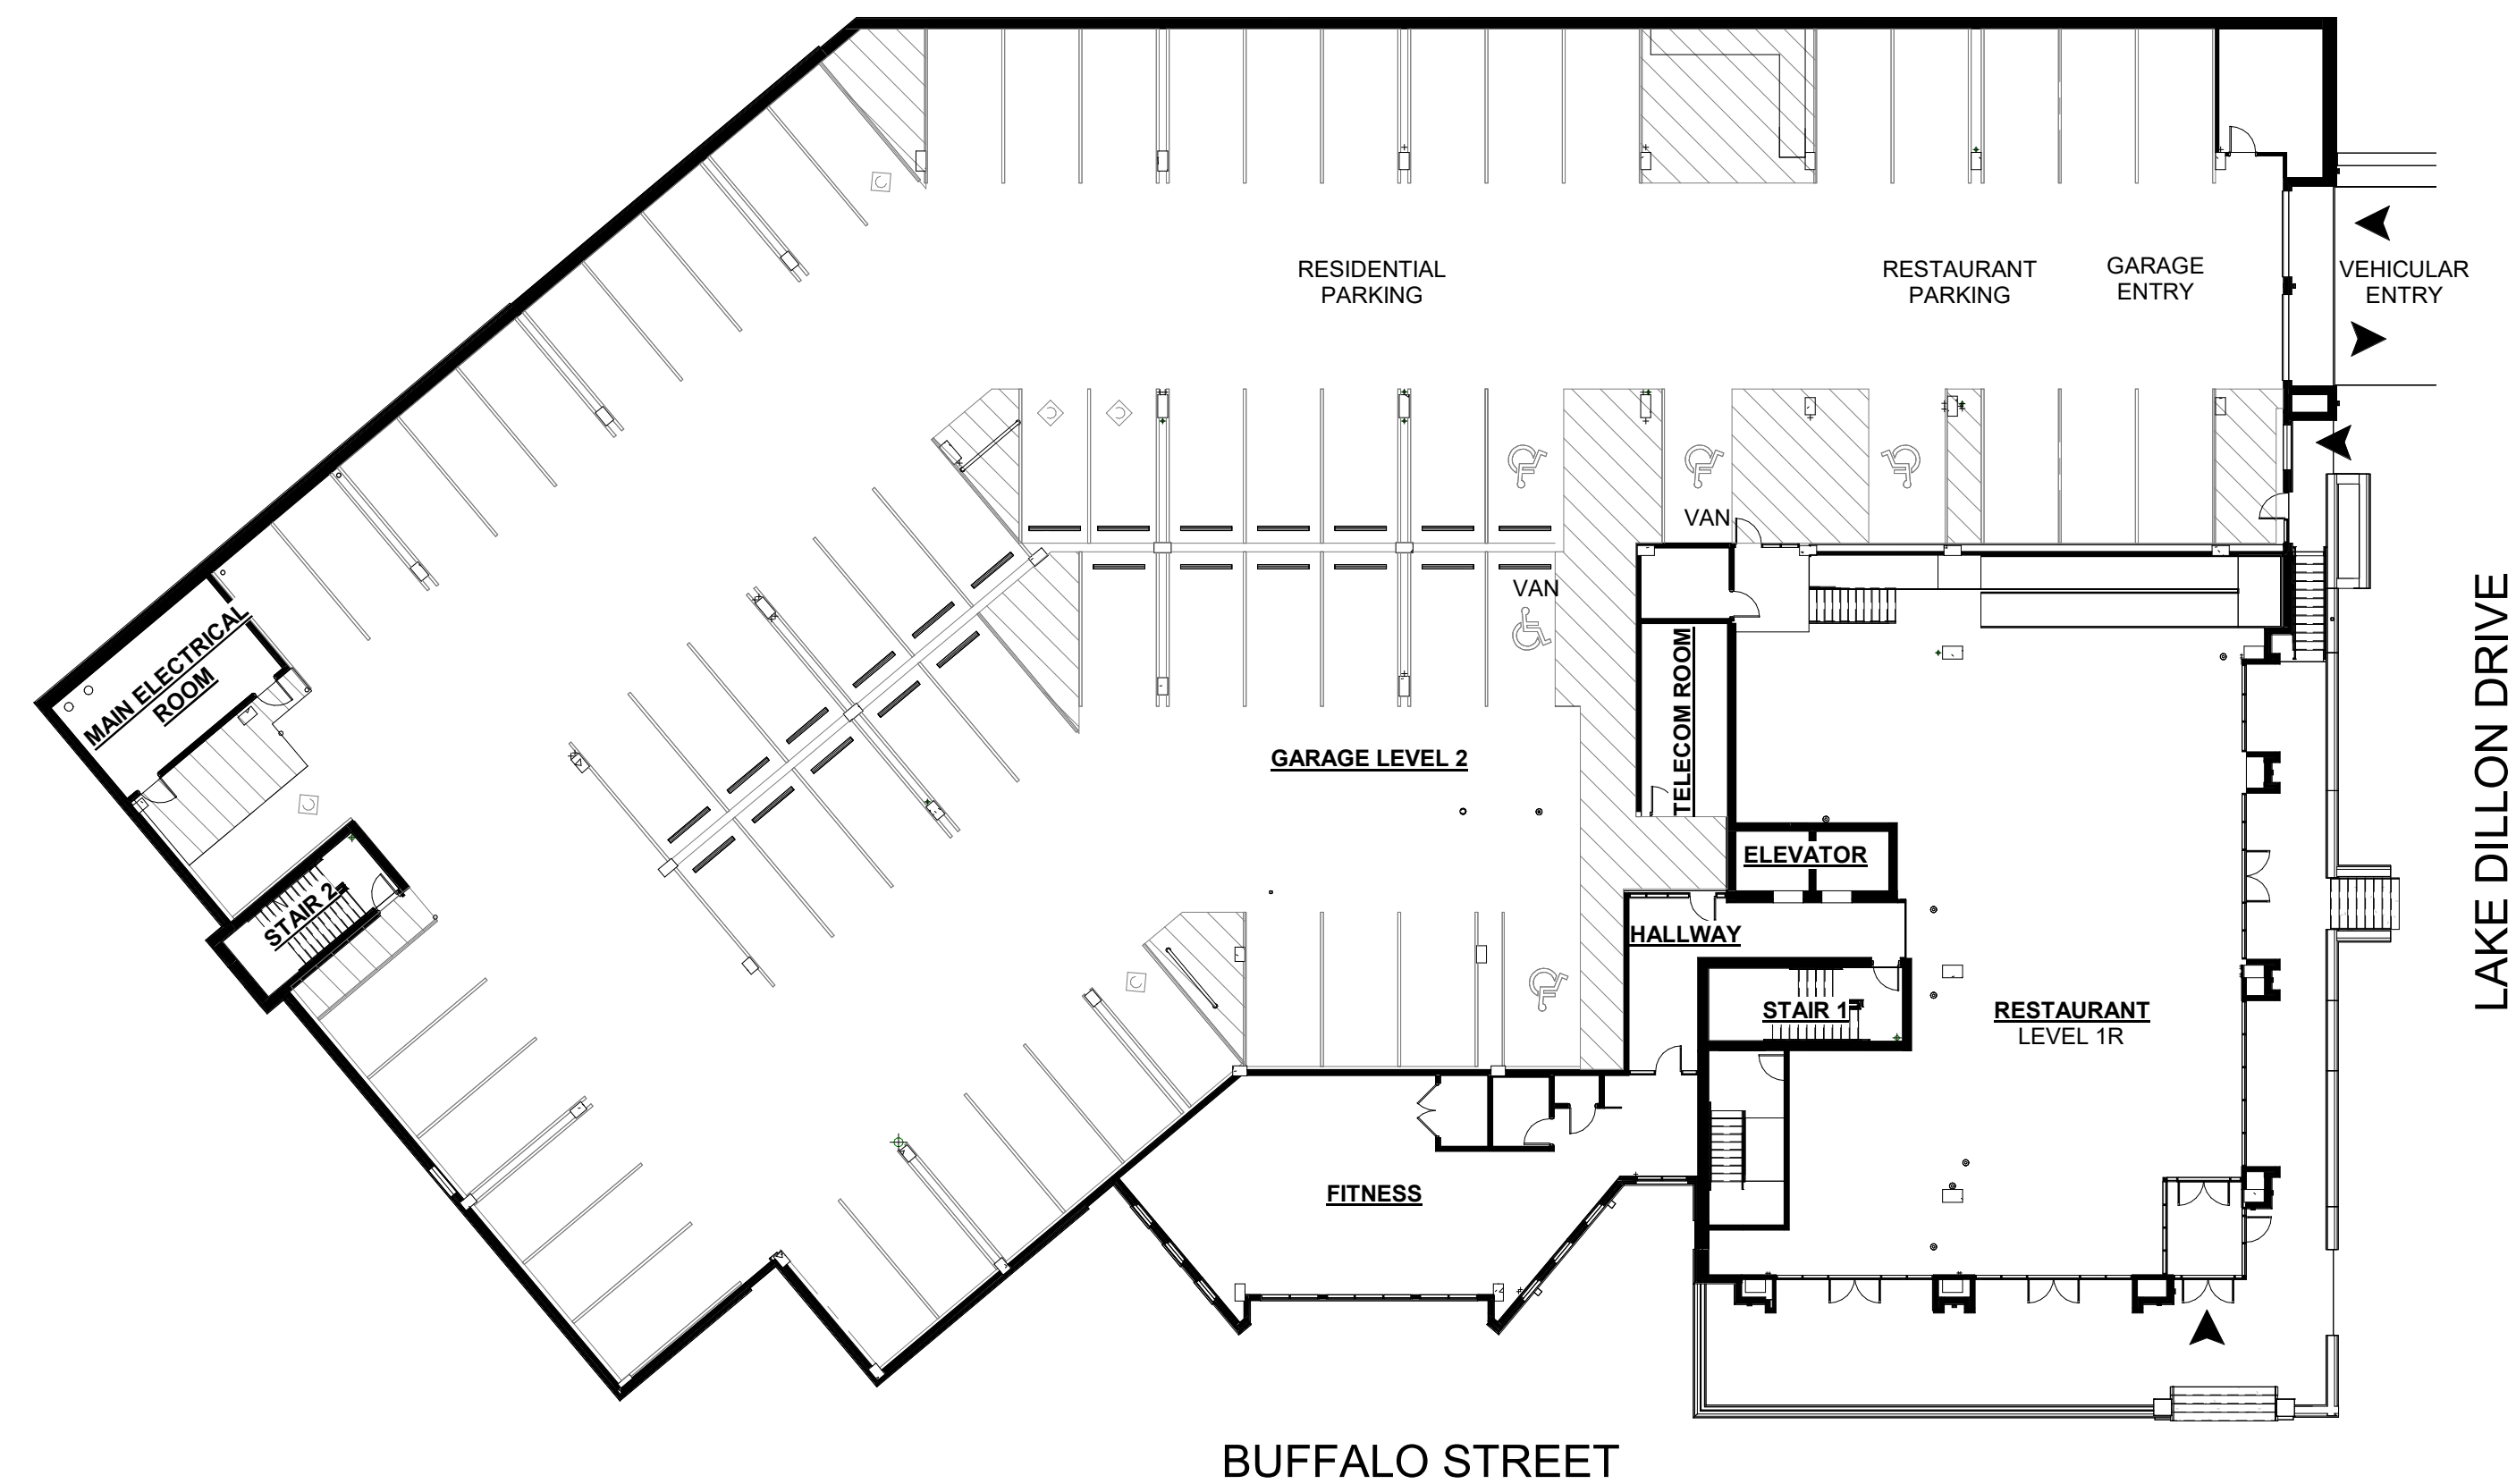 RESIDENTIAL
PARKING
RESTAURANT
PARKING
GARAGE
ENTRY
VEHICULAR
ENTRY
VAN
VAN
MAIN ELECTRICAL
ROOM
TELECOM ROOM
GARAGE LEVEL 2
ELEVATOR
STAIR 2
HALLWAY
STAIR 1
RESTAURANT
LEVEL 1R
FITNESS
LAKE DILLON DRIVE
BUFFALO STREET